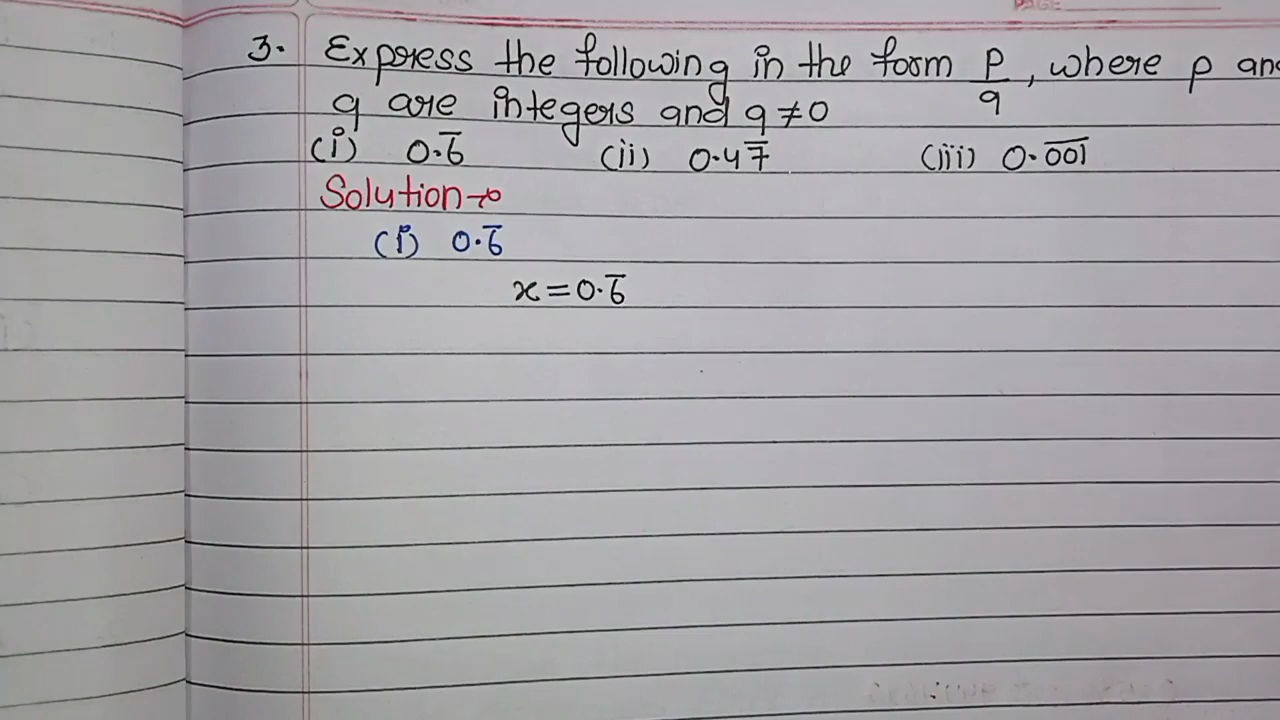 PAGE
3. Express the following in the form p/q, where p and
q are integers and q ≠ 0
(i) 0.6̅ (ii) 0.47̅ (iii) 0.0̅0̅1̅
Solution→
(i) 0.6̅
x = 0.6̅